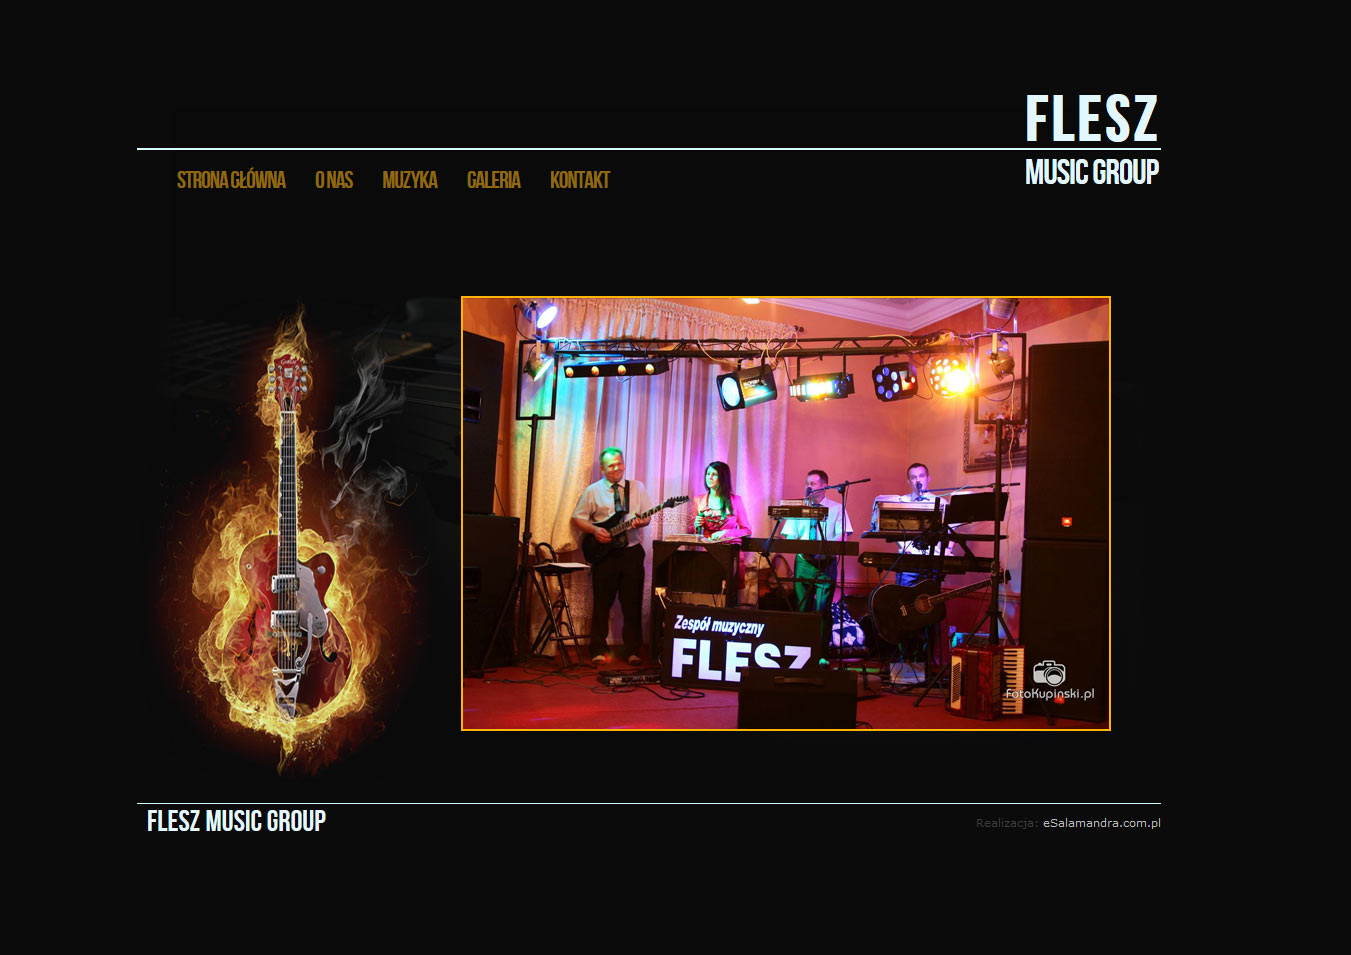 FLESZ
MUSIC GROUP
STRONA GŁÓWNA O NAS MUZYKA GALERIA KONTAKT
Zespół muzyczny
FLESZ
FotoKupinski.pl
FLESZ MUSIC GROUP
Realizacja: eSalamandra.com.pl